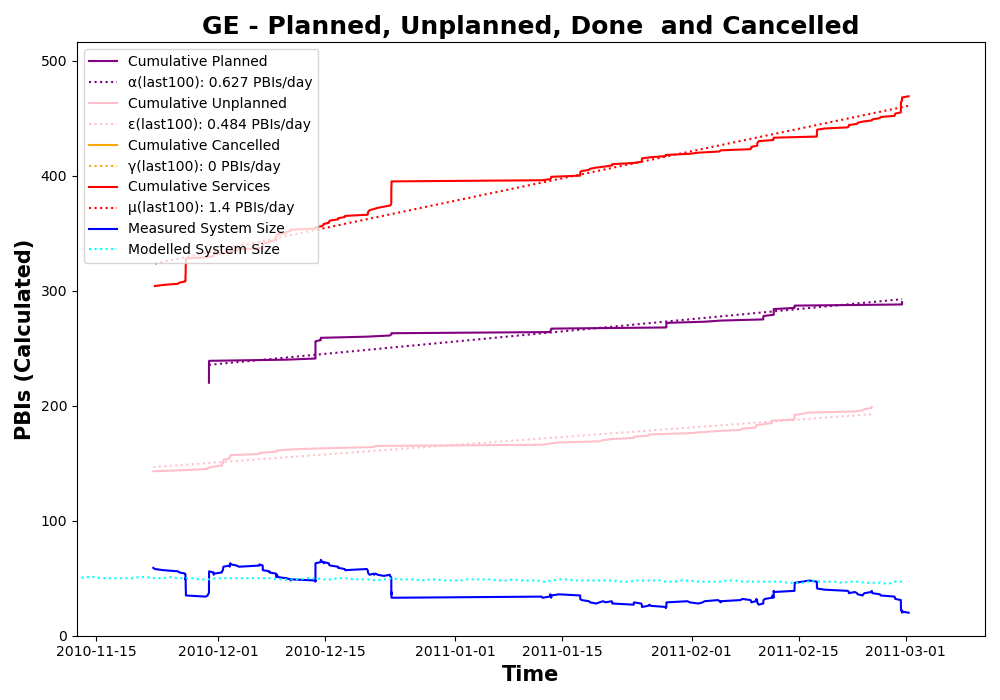 GE - Planned, Unplanned, Done  and Cancelled
PBIs (Calculated)
500
400
300
200
100
0
Cumulative Planned
α(last100): 0.627 PBIs/day
Cumulative Unplanned
ε(last100): 0.484 PBIs/day
Cumulative Cancelled
γ(last100): 0 PBIs/day
Cumulative Services
μ(last100): 1.4 PBIs/day
Measured System Size
Modelled System Size
2010-11-15 2010-12-01 2010-12-15 2011-01-01 2011-01-15 2011-02-01 2011-02-15 2011-03-01
Time